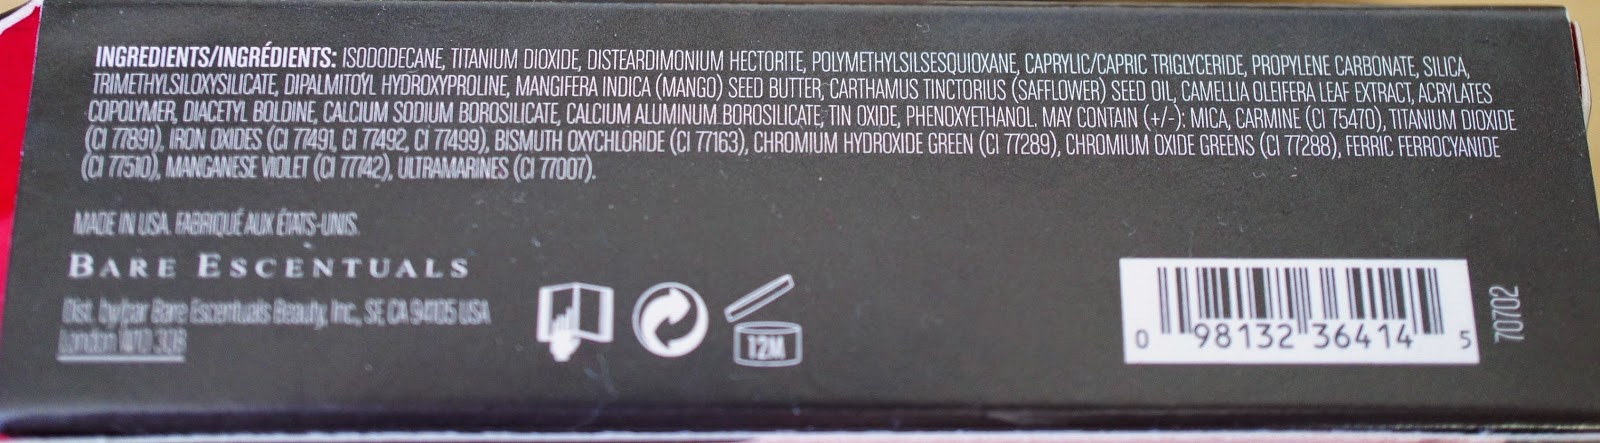 INGREDIENTS/INGRÉDIENTS: ISODODECANE, TITANIUM DIOXIDE, DISTEARDIMONIUM HECTORITE, POLYMETHYLSILSESQUIOXANE, CAPRYLIC/CAPRIC TRIGLYCERIDE, PROPYLENE CARBONATE, SILICA,
TRIMETHYLSILOXYSILICATE, DIPALMITOYL HYDROXYPROLINE, MANGIFERA INDICA (MANGO) SEED BUTTER, CARTHAMUS TINCTORIUS (SAFFLOWER) SEED OIL, CAMELLIA OLEIFERA LEAF EXTRACT, ACRYLATES
COPOLYMER, DIACETYL BOLDINE, CALCIUM SODIUM BOROSILICATE, CALCIUM ALUMINUM BOROSILICATE, TIN OXIDE, PHENOXYETHANOL. MAY CONTAIN (+/-): MICA, CARMINE (CI 75470), TITANIUM DIOXIDE
(CI 77891), IRON OXIDES (CI 77491, CI 77492, CI 77499), BISMUTH OXYCHLORIDE (CI 77163), CHROMIUM HYDROXIDE GREEN (CI 77289), CHROMIUM OXIDE GREENS (CI 77288), FERRIC FERROCYANIDE
(CI 77510), MANGANESE VIOLET (CI 77742), ULTRAMARINES (CI 77007).
MADE IN USA. FABRIQUÉ AUX ÉTATS-UNIS.
BARE ESCENTUALS
Dist. by/par Bare Escentuals Beauty, Inc., SF, CA 94105 USA
London W10 3QB
12M
0 98132 36414 5
70702